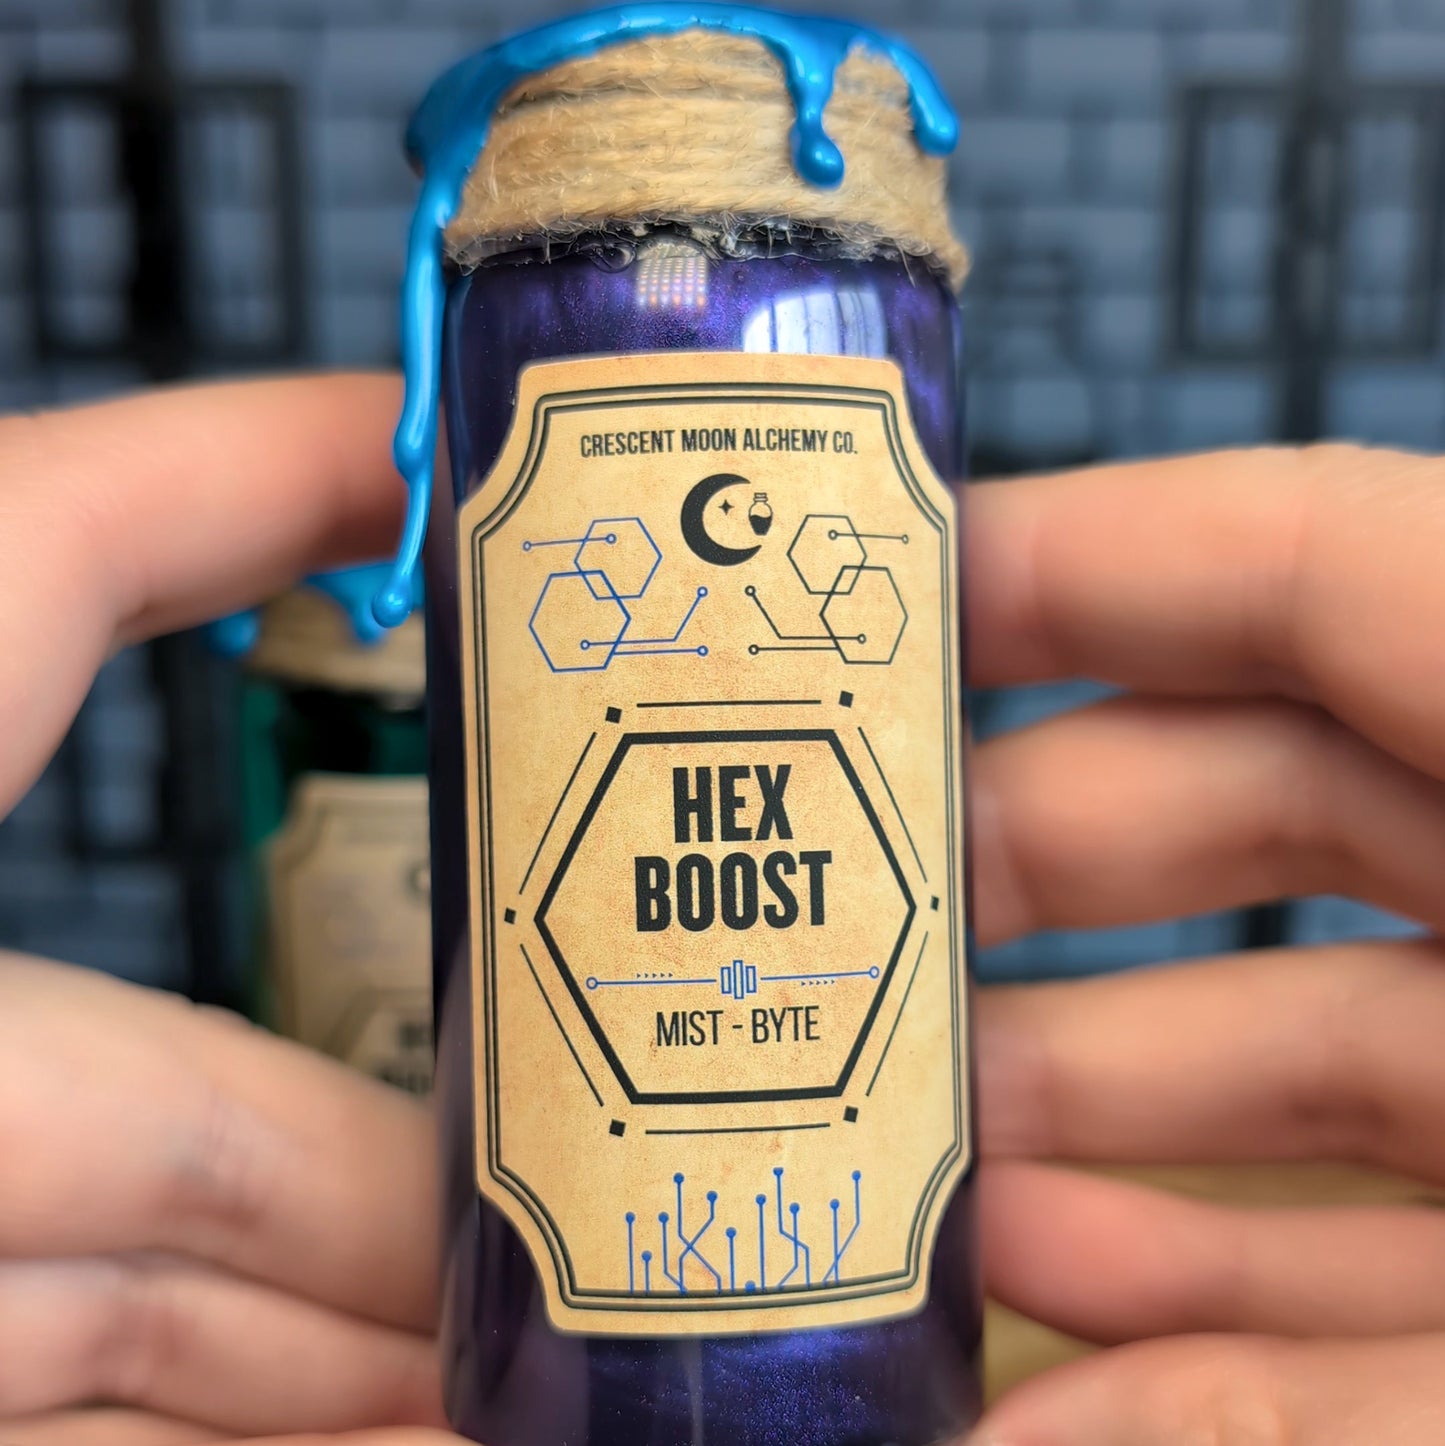 CRESCENT MOON ALCHEMY CO.
HEX
BOOST
MIST - BYTE